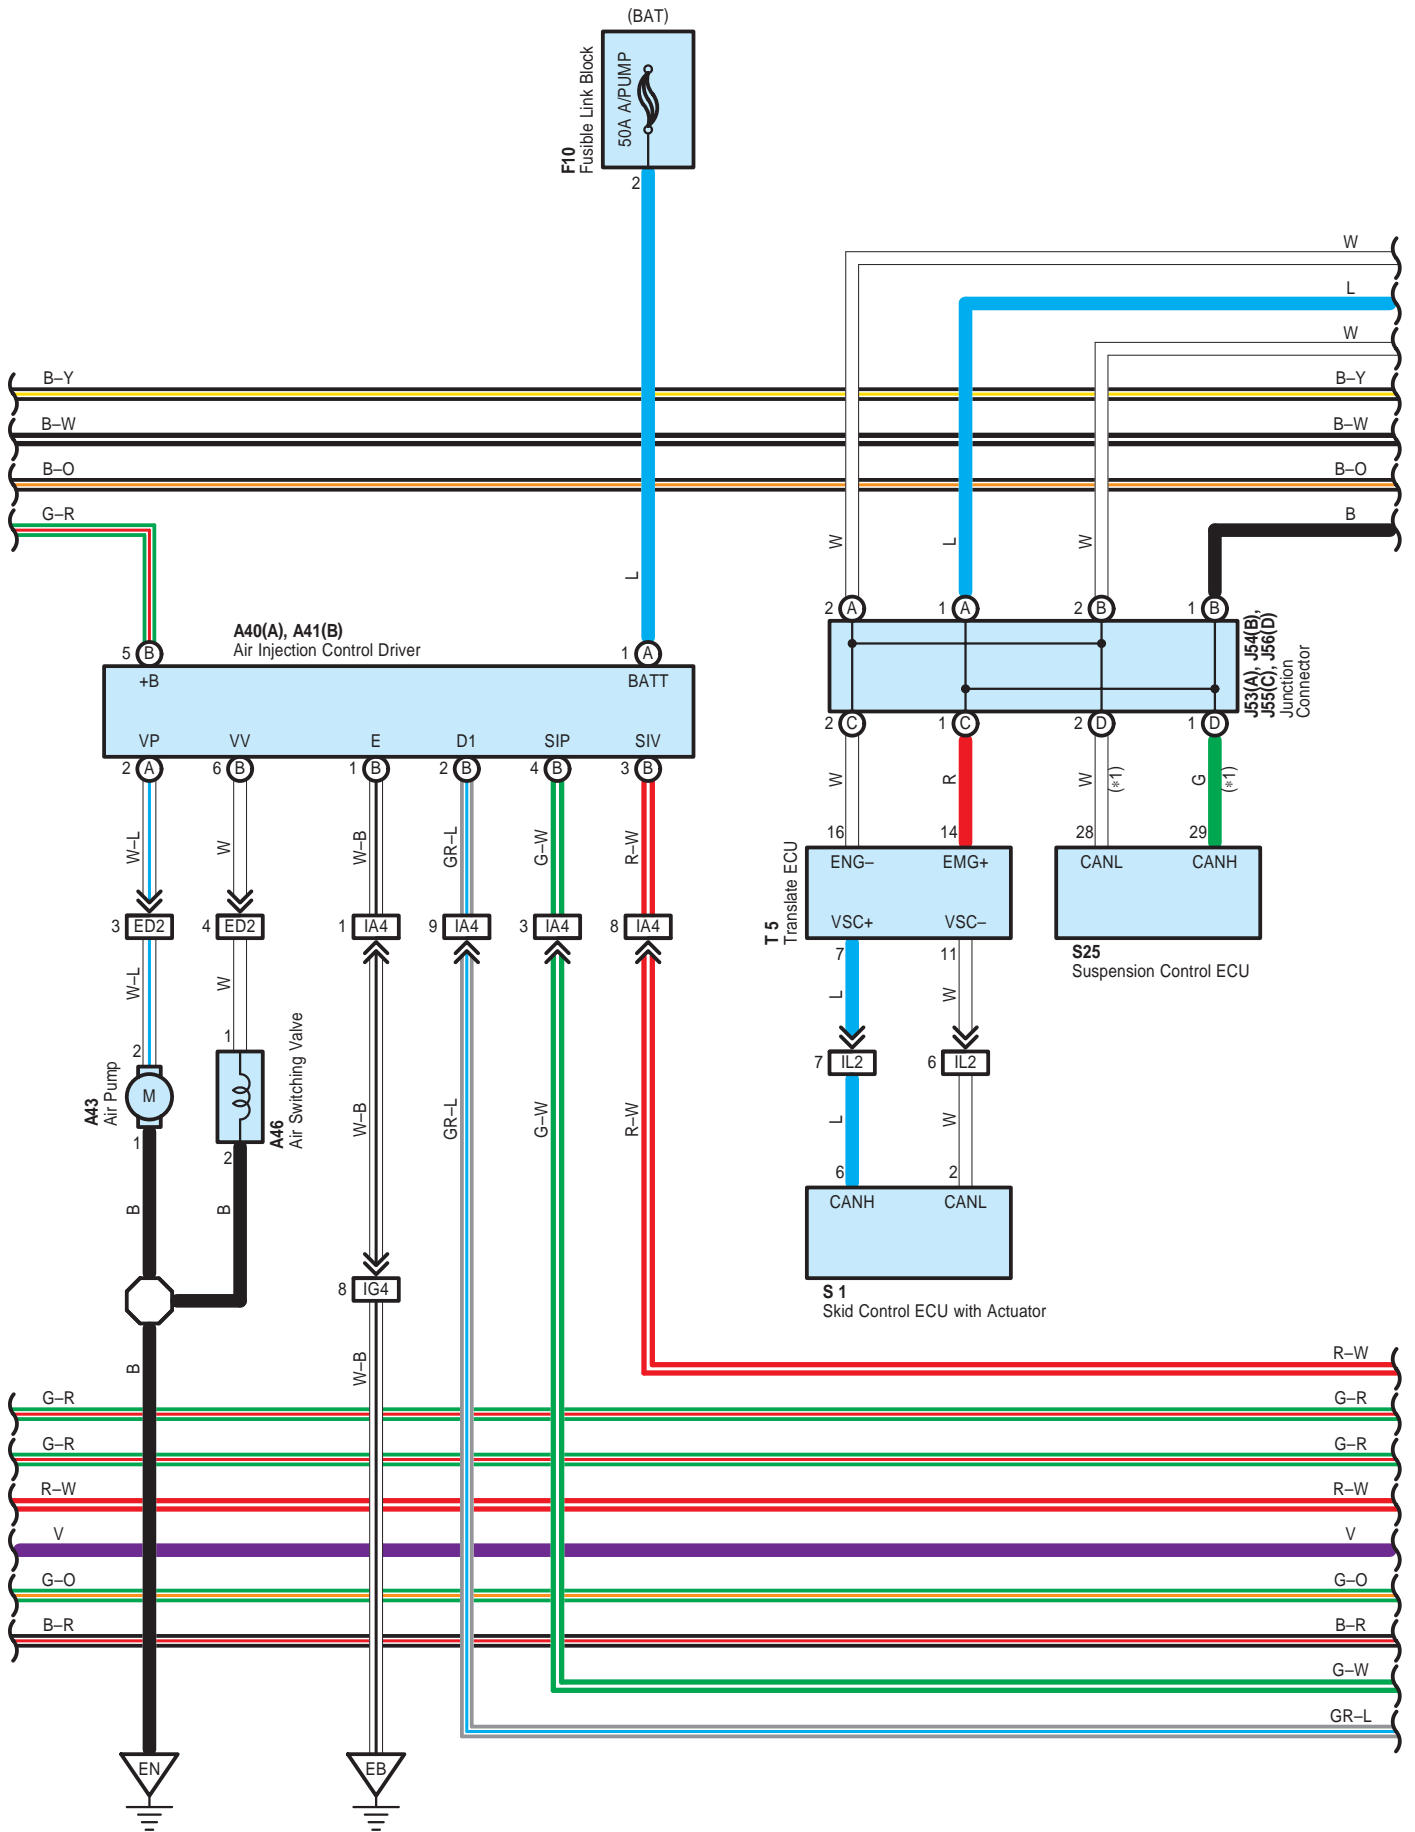 (BAT)
50A A/PUMP
F10
Fusible Link Block
2
W
L
W
B–Y
B–Y
B–W
B–W
B–O
B–O
G–R
B
L
W
L
W
A40(A), A41(B)
Air Injection Control Driver
5 B
1 A
+B
BATT
VP
VV
E
D1
SIP
SIV
2 A
6 B
1 B
2 B
4 B
3 B
2 A
1 A
2 B
1 B
J53(A), J54(B),
J55(C), J56(D)
Junction
Connector
2 C
1 C
2 D
1 D
W–L
W
W–B
GR–L
G–W
R–W
W
R
W
(*1)
G
(*1)
16
14
28
29
ENG–
EMG+
CANL
CANH
VSC+
VSC–
T 5
Translate ECU
S25
Suspension Control ECU
3 ED2
4 ED2
1 IA4
9 IA4
3 IA4
8 IA4
7
11
W–L
W
L
W
7 IL2
6 IL2
2
1
M
A43
Air Pump
A46
Air Switching Valve
1
2
W–B
GR–L
G–W
R–W
L
W
6
2
CANH
CANL
S 1
Skid Control ECU with Actuator
B
B
8 IG4
B
W–B
R–W
G–R
G–R
G–R
G–R
R–W
R–W
V
V
G–O
G–O
B–R
B–R
G–W
GR–L
EN
EB